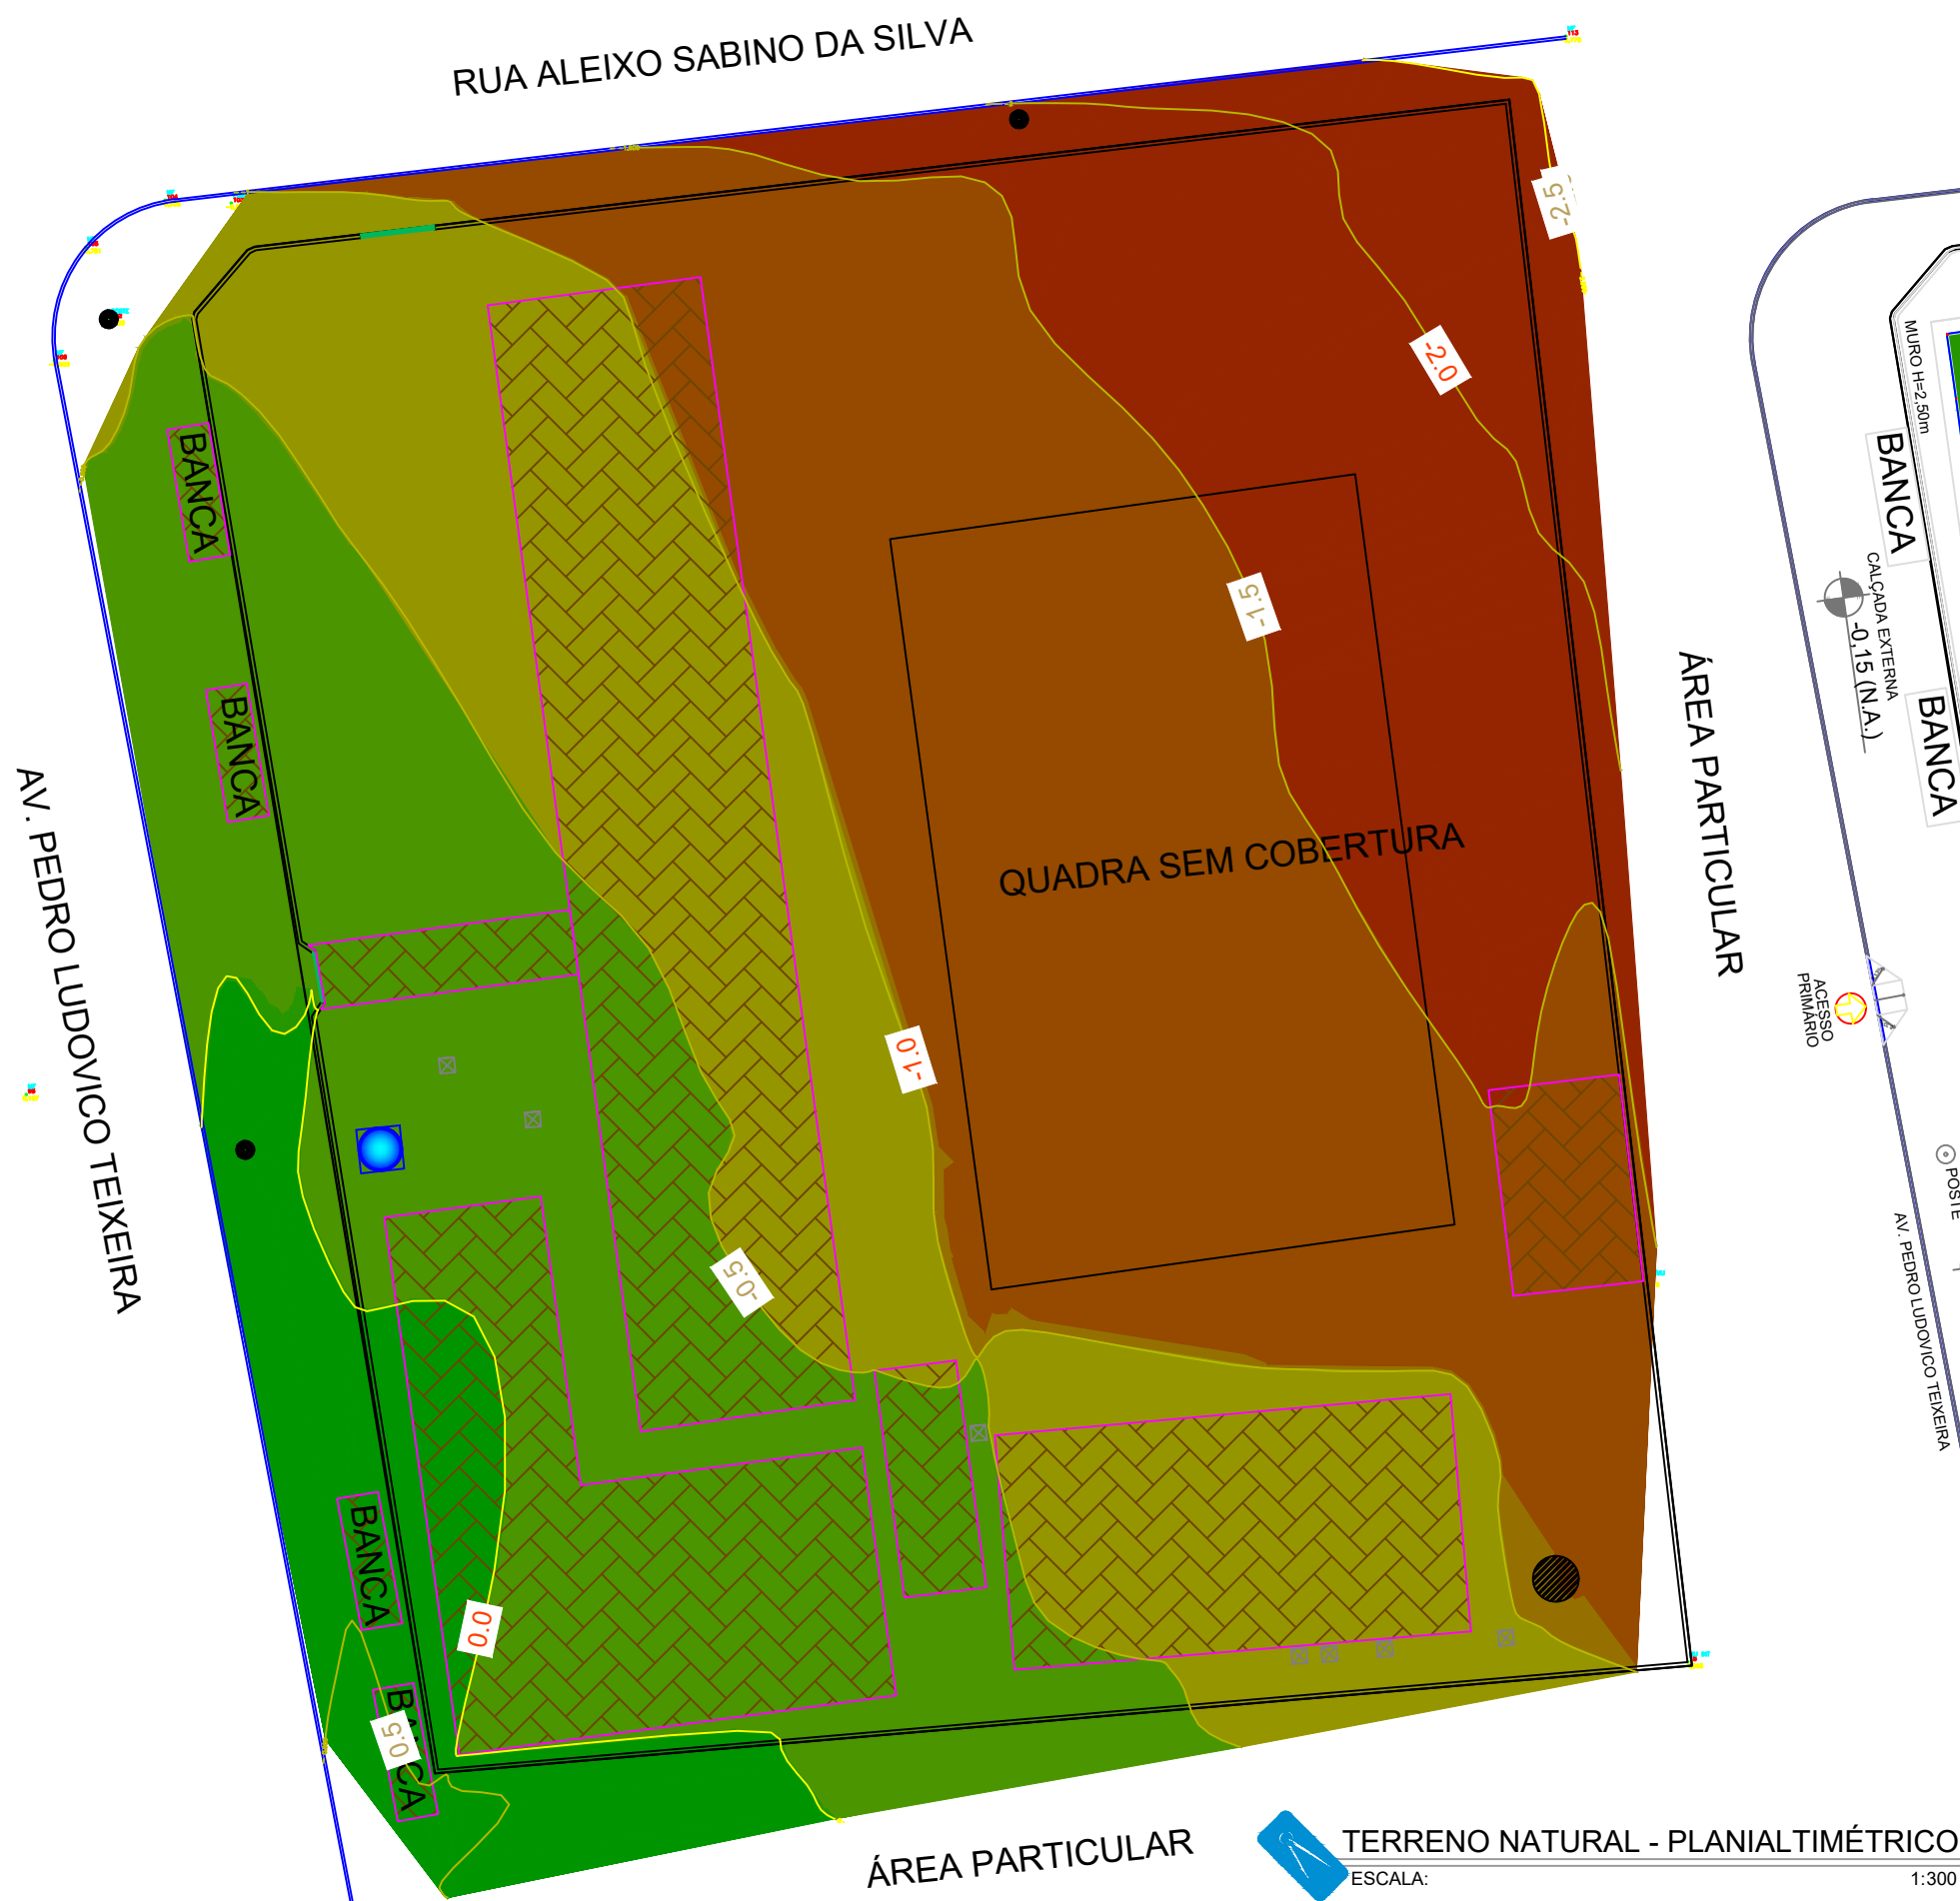 RUA ALEIXO SABINO DA SILVA
113
-2.5
-2.0
-1.5
-1.0
-0.5
0.0
0.5
BANCA
BANCA
BANCA
BANCA
QUADRA SEM COBERTURA
AV. PEDRO LUDOVICO TEIXEIRA
ÁREA PARTICULAR
ÁREA PARTICULAR
MURO H=2,50m
BANCA
CALÇADA EXTERNA
-0,15 (N.A.)
BANCA
ACESSO
PRIMÁRIO
POSTE
AV. PEDRO LUDOVICO TEIXEIRA
TERRENO NATURAL - PLANIALTIMÉTRICO
ESCALA:
1:300